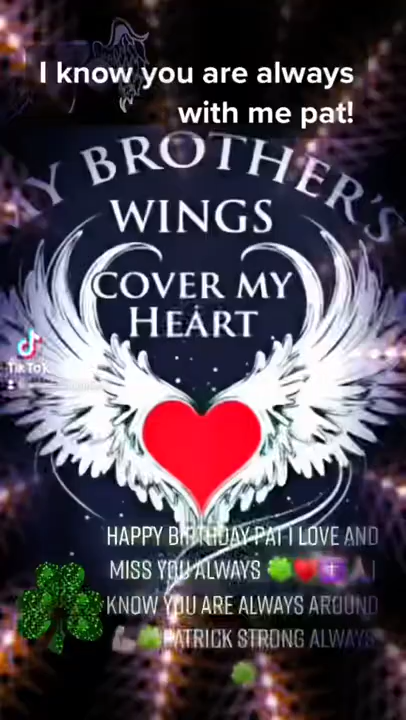 I know you are always
with me pat!
MY BROTHER'S
WINGS
COVER MY
HEART
TikTok
HAPPY BIRTHDAY PAT I LOVE AND
MISS YOU ALWAYS 🍀❤️✝️🙏🏻 I
KNOW YOU ARE ALWAYS AROUND
💪🏻🍀PATRICK STRONG ALWAYS
🍀